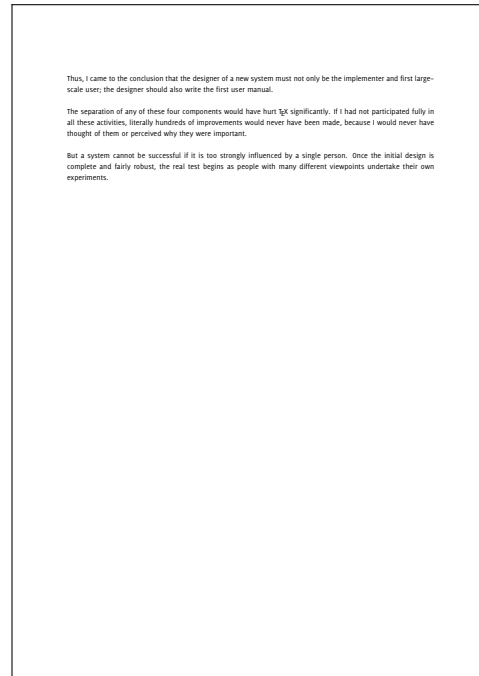 Thus, I came to the conclusion that the designer of a new system must not only be the implementer and first large-
scale user; the designer should also write the first user manual.
The separation of any of these four components would have hurt TEX significantly. If I had not participated fully in
all these activities, literally hundreds of improvements would never have been made, because I would never have
thought of them or perceived why they were important.
But a system cannot be successful if it is too strongly influenced by a single person. Once the initial design is
complete and fairly robust, the real test begins as people with many different viewpoints undertake their own
experiments.